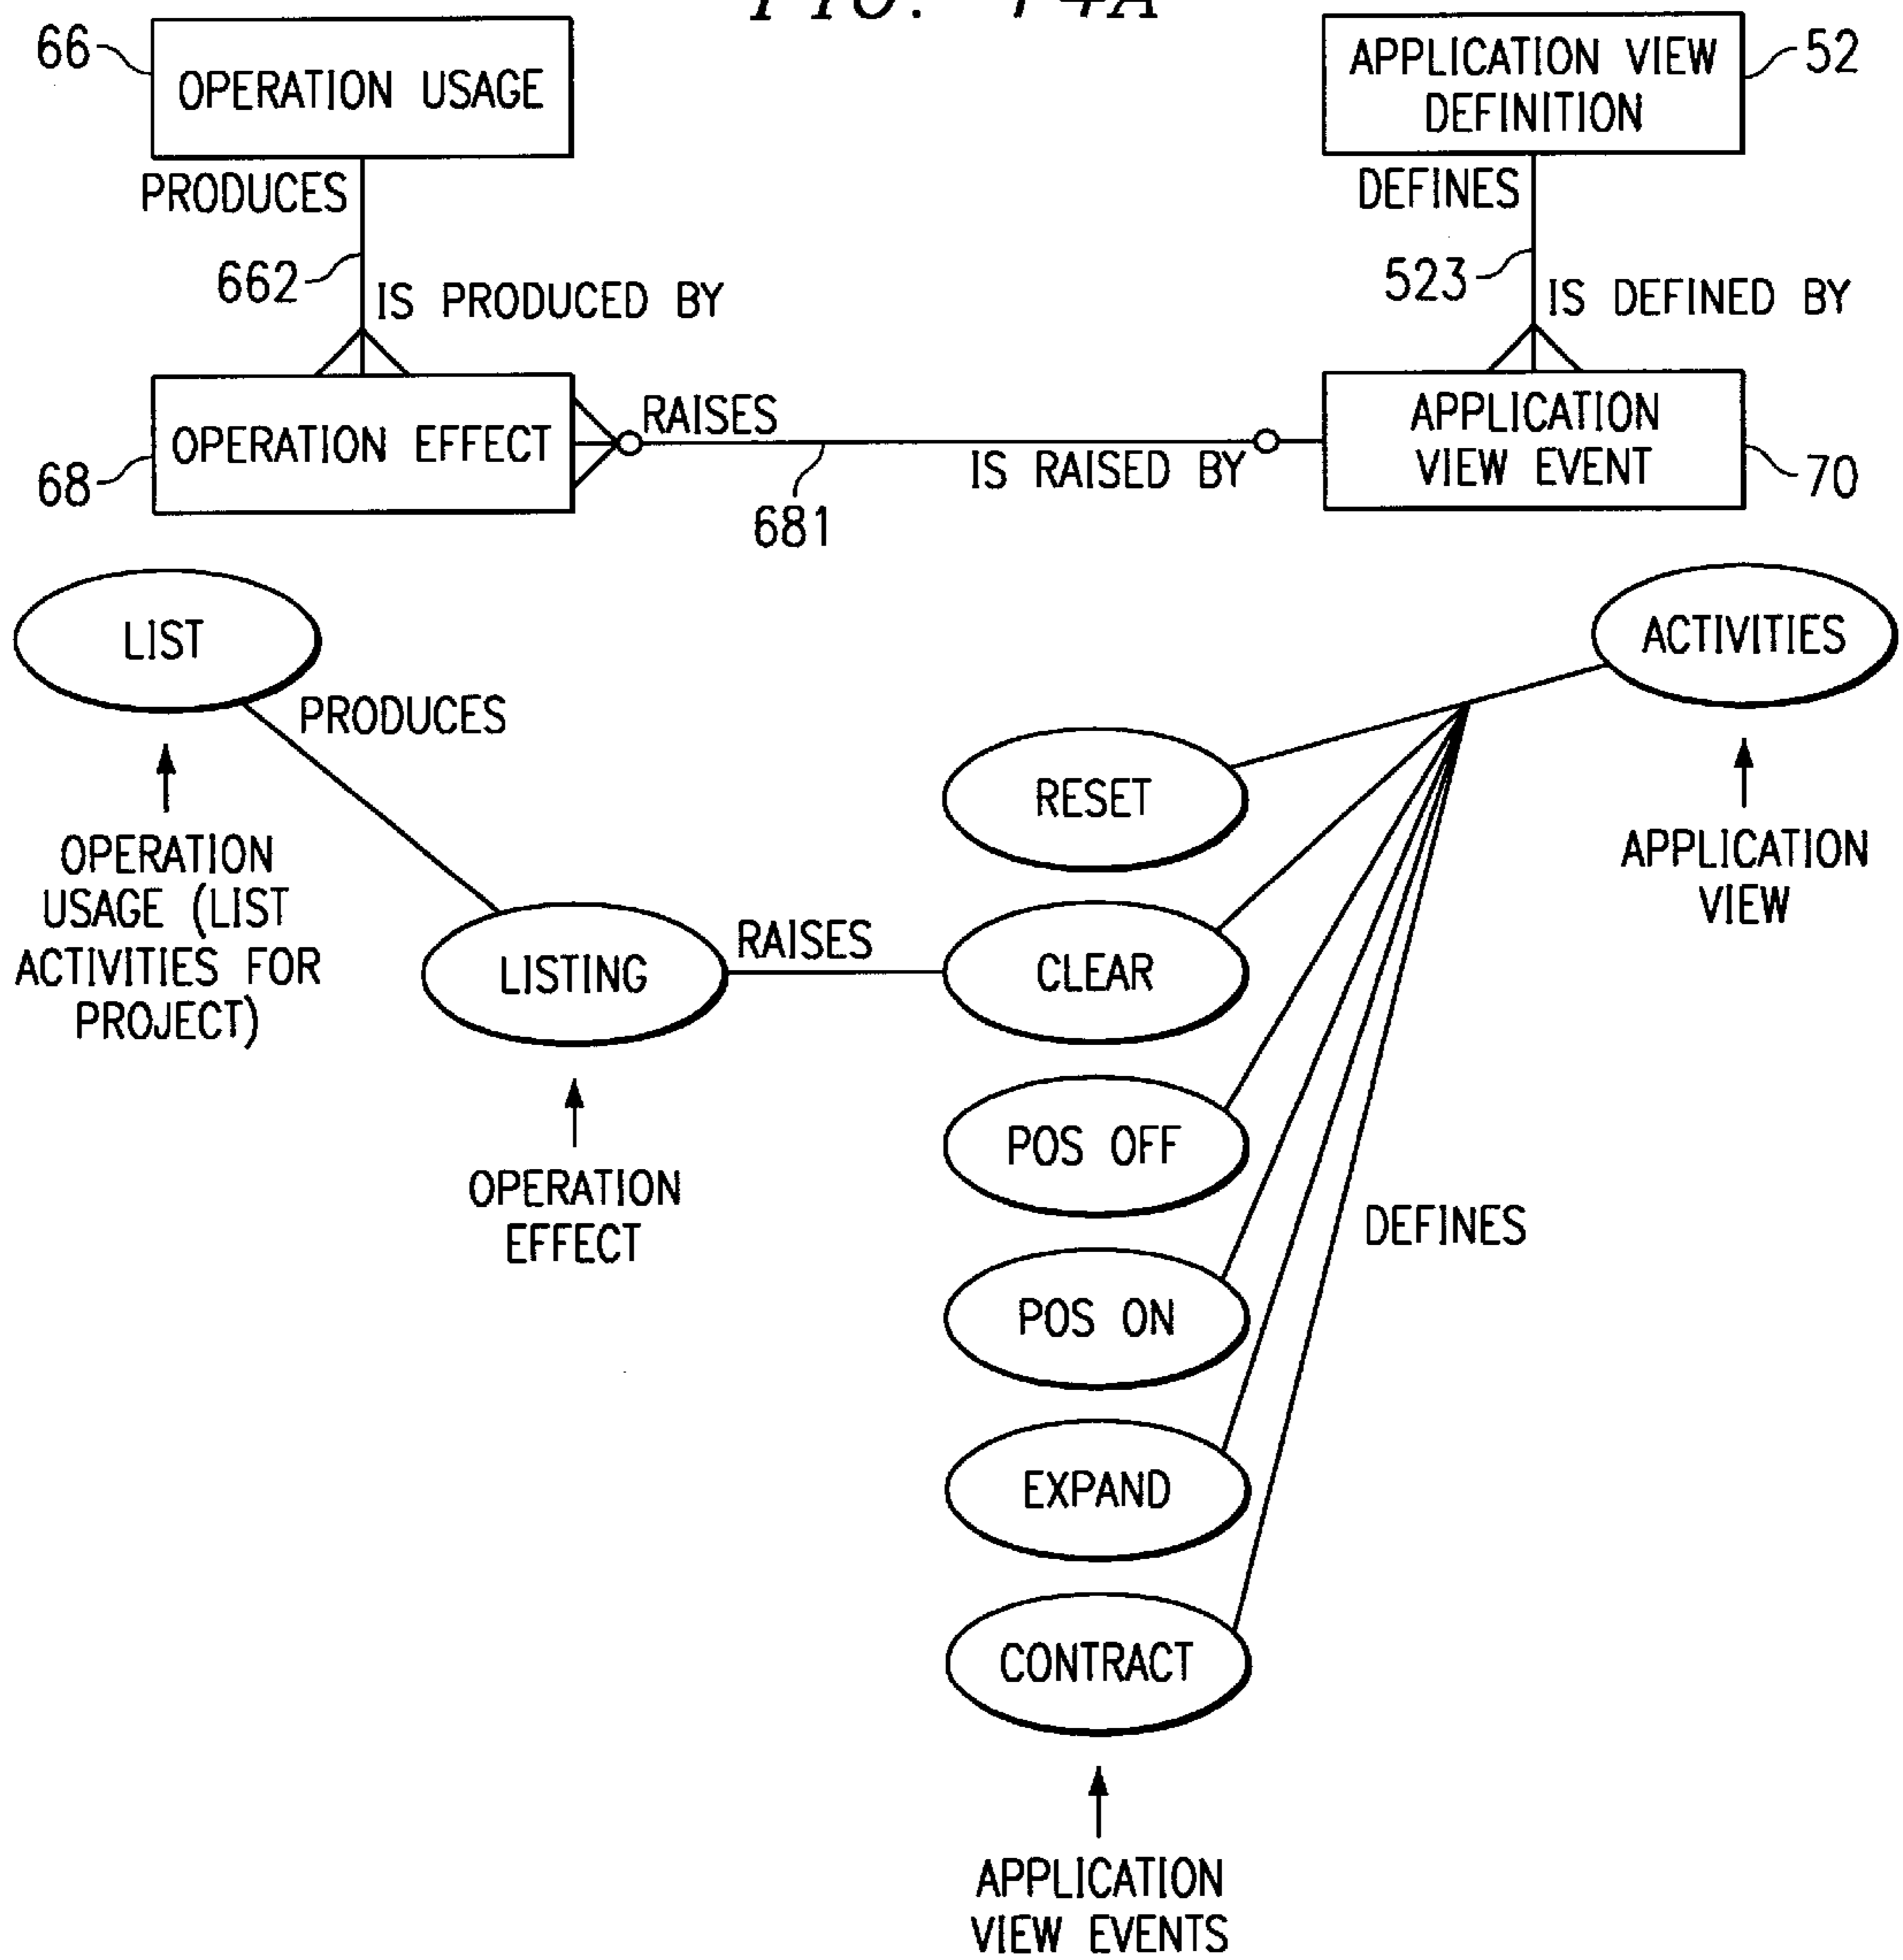 66
OPERATION USAGE
APPLICATION VIEW
DEFINITION
52
PRODUCES
662
IS PRODUCED BY
DEFINES
523
IS DEFINED BY
OPERATION EFFECT
68
RAISES
681
IS RAISED BY
APPLICATION
VIEW EVENT
70
LIST
PRODUCES
OPERATION
USAGE (LIST
ACTIVITIES FOR
PROJECT)
LISTING
OPERATION
EFFECT
RAISES
RESET
CLEAR
POS OFF
POS ON
EXPAND
CONTRACT
APPLICATION
VIEW EVENTS
DEFINES
ACTIVITIES
APPLICATION
VIEW